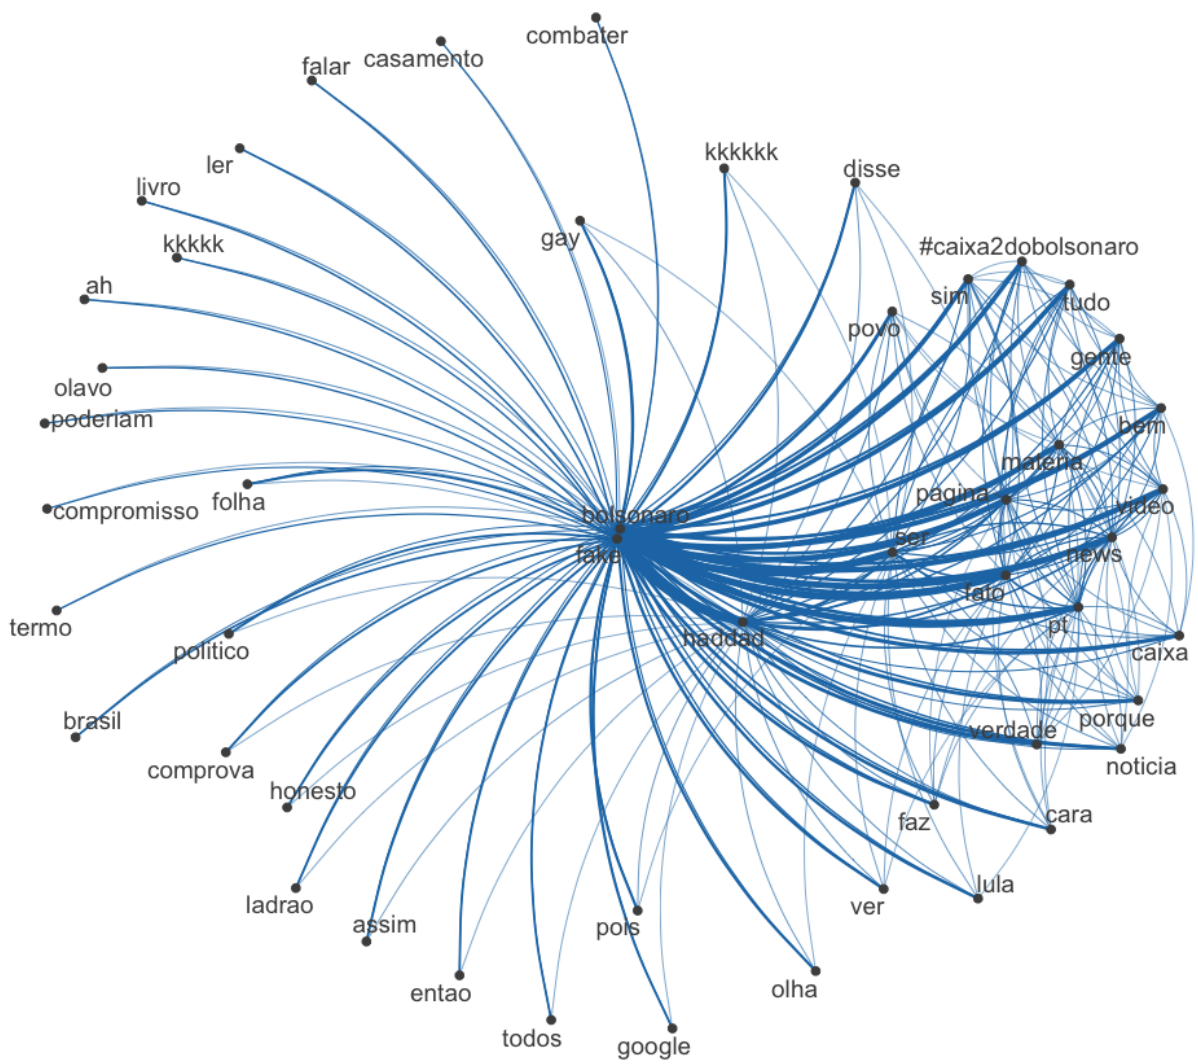 combater
casamento
falar
kkkkkk
ler
disse
livro
gay
kkkkk
#caixa2dobolsonaro
ah
sim
tudo
povo
gente
olavo
poderiam
bem
materia
folha
pagina
compromisso
video
bolsonaro
ser
fake
news
fato
termo
politico
haddad
pt
caixa
brasil
porque
verdade
comprova
noticia
honesto
cara
faz
lula
ladrao
assim
ver
pois
entao
olha
todos
google